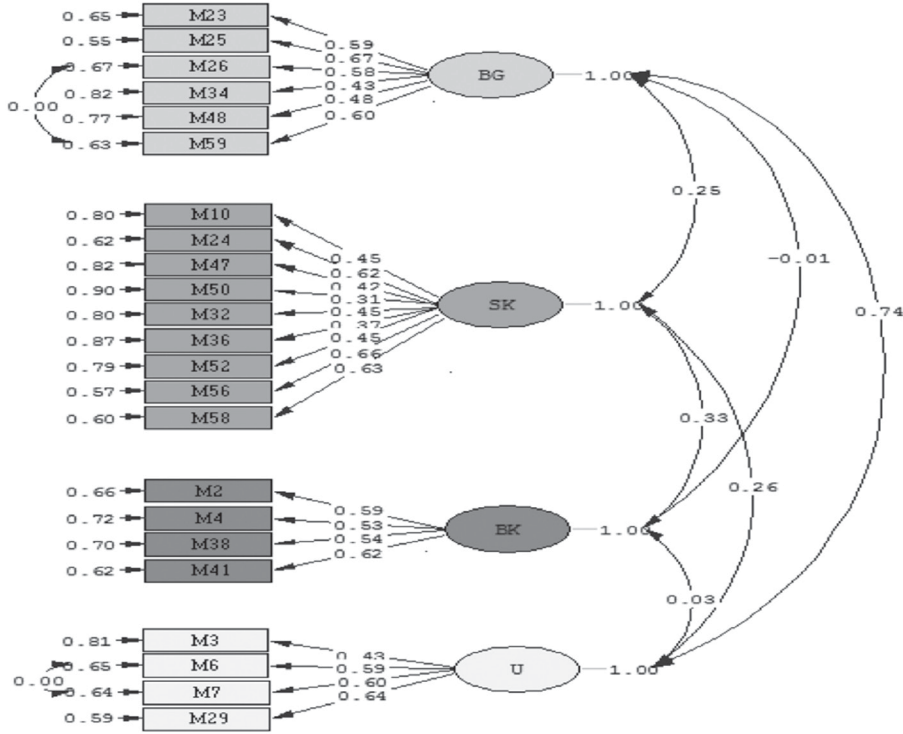 0.65 M23
0.55 M25 0.59
0.67 M26 0.67 BG 1.00
0.82 M34 0.58
0.00 0.43
0.77 M48 0.48
0.63 M59 0.60
0.25
0.80 M10
0.62 M24 0.45
0.82 M47 0.62 -0.01
0.90 M50 0.42
0.80 M32 0.31 SK 1.00 0.74
0.87 M36 0.45
0.79 M52 0.37
0.57 M56 0.45
0.60 M58 0.66
0.63
0.33
0.66 M2 0.26
0.72 M4 0.59
0.70 M38 0.53 BK 1.00
0.62 M41 0.54
0.62
0.03
0.81 M3
0.65 M6 0.43
0.00 0.59 U 1.00
0.64 M7 0.60
0.59 M29 0.64